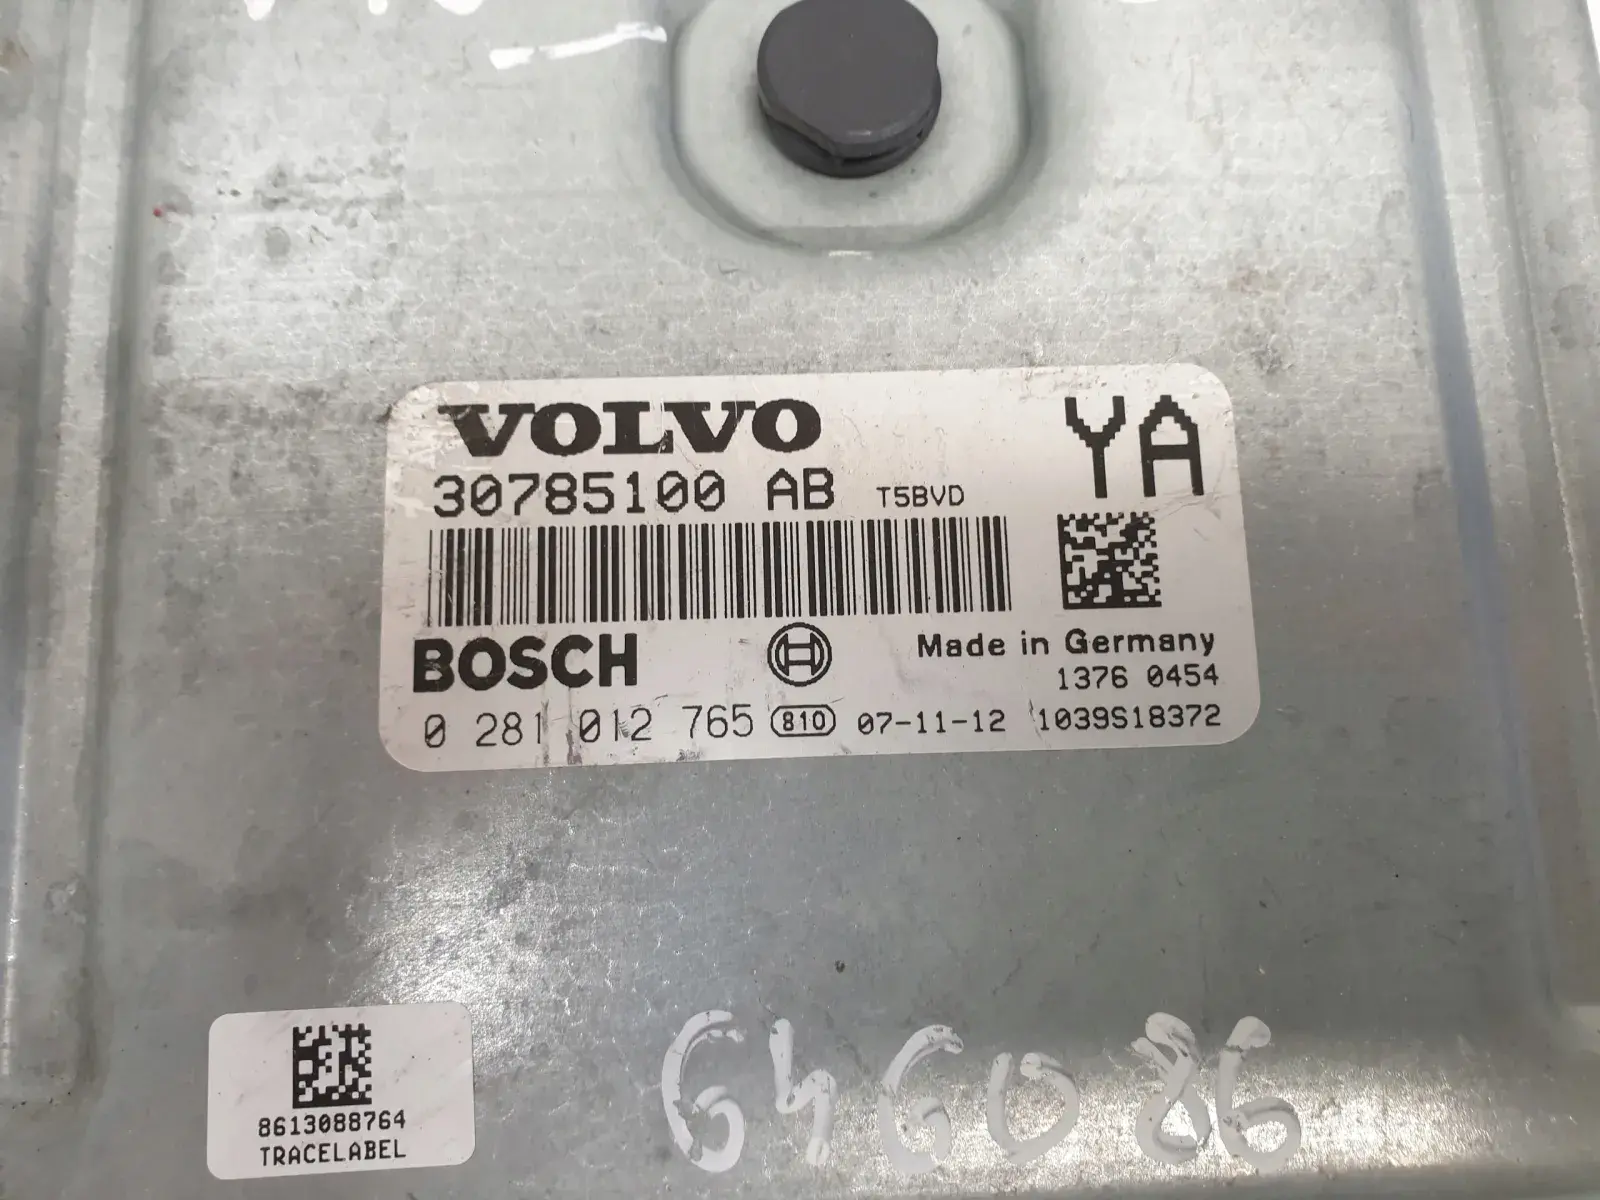 VOLVO
YA
30785100 AB T5BVD
BOSCH
Made in Germany
1376 0454
0 281 012 765 810 07-11-12 1039S18372
8613088764
TRACELABEL